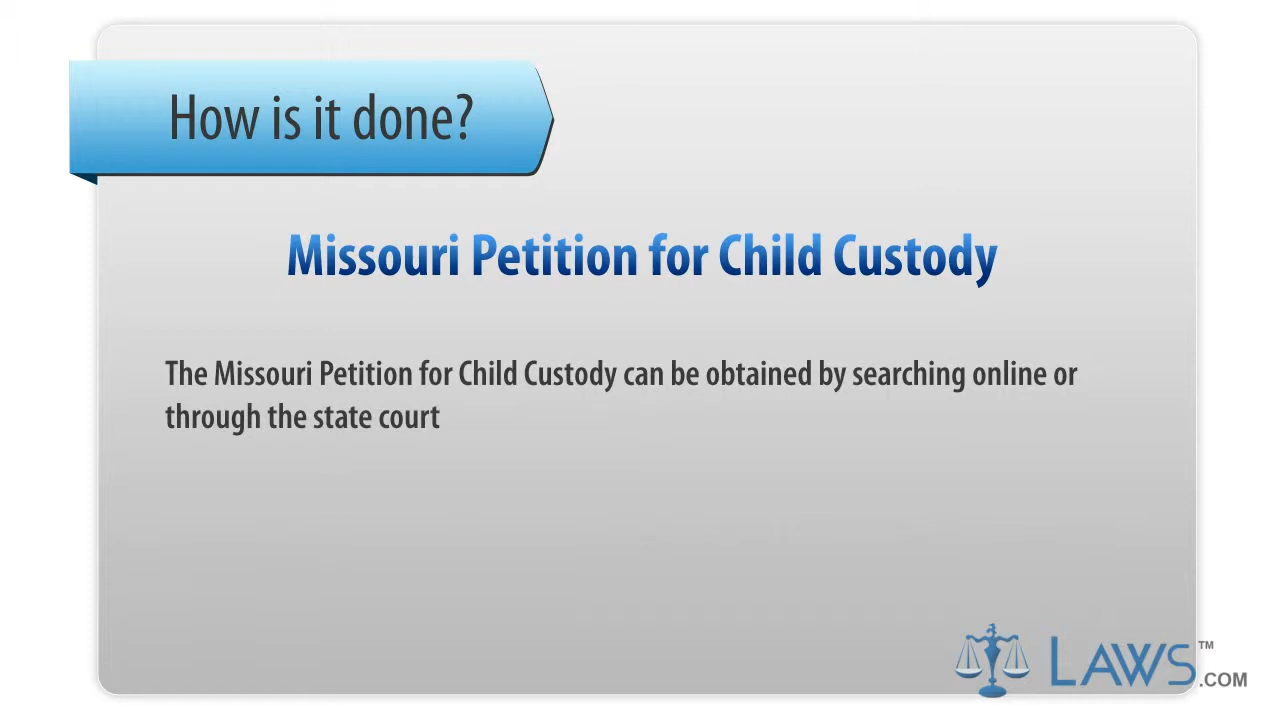 How is it done?
Missouri Petition for Child Custody
The Missouri Petition for Child Custody can be obtained by searching online or
through the state court
LAWS™
.COM